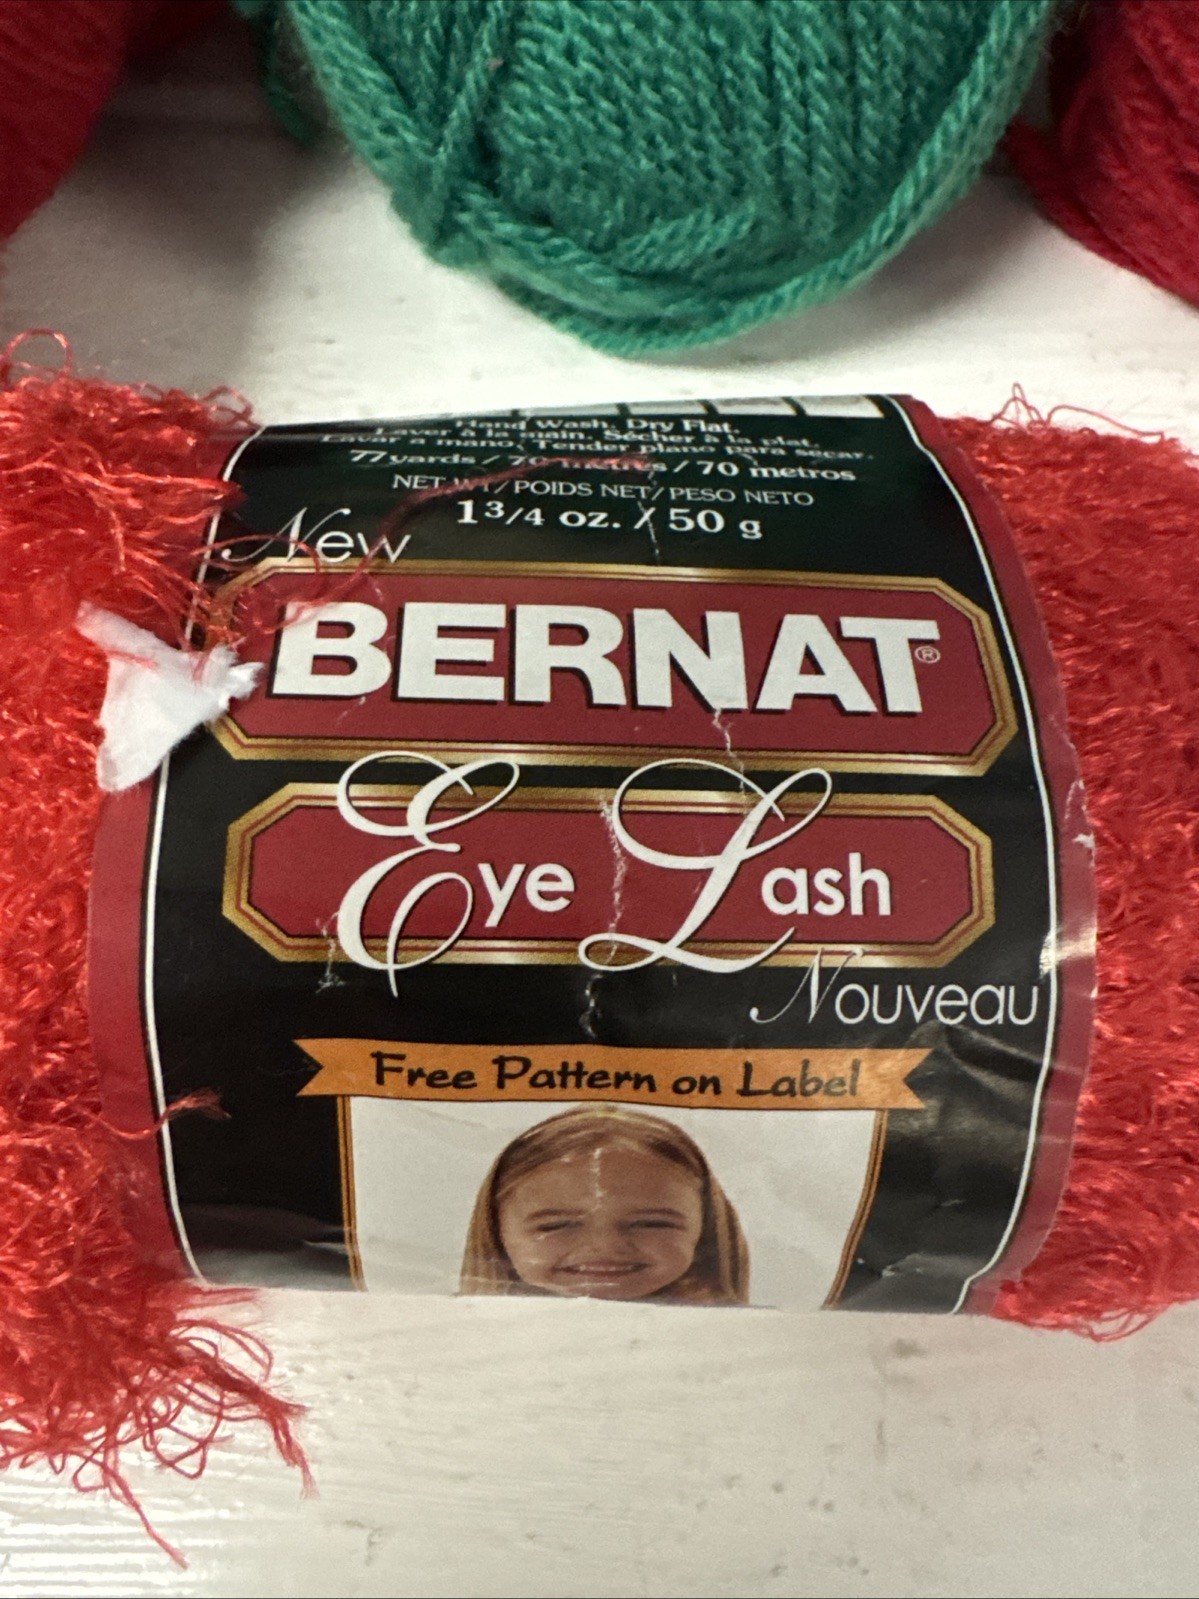 Hand Wash, Dry Flat.
Laver à la main. Sécher à la plat.
Lavar a mano, Tender plano para secar.
77 yards / 70 metres / 70 metros
NET WT/POIDS NET/PESO NETO
1 3/4 oz. / 50 g
New
BERNAT®
Eye Lash
Nouveau
Free Pattern on Label